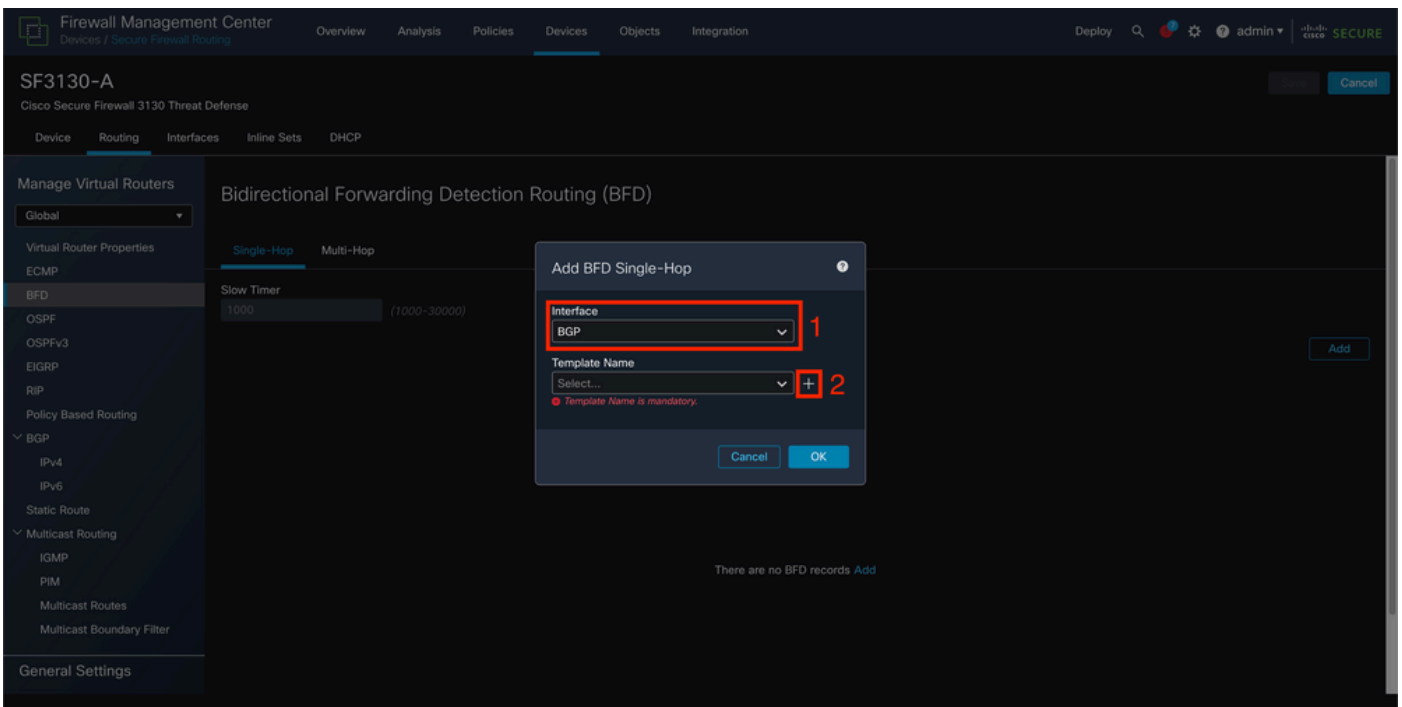 Firewall Management Center
Devices / Secure Firewall Routing
Overview Analysis Policies Devices Objects Integration
Deploy admin cisco SECURE
SF3130-A
Cisco Secure Firewall 3130 Threat Defense
Cancel
Device Routing Interfaces Inline Sets DHCP
Manage Virtual Routers
Global
Virtual Router Properties
ECMP
BFD
OSPF
OSPFv3
EIGRP
RIP
Policy Based Routing
BGP
IPv4
IPv6
Static Route
Multicast Routing
IGMP
PIM
Multicast Routes
Multicast Boundary Filter
General Settings
Bidirectional Forwarding Detection Routing (BFD)
Single-Hop Multi-Hop
Slow Timer
1000 (1000-30000)
Add
Add BFD Single-Hop ?
Interface
BGP
1
Template Name
Select... + 2
Template Name is mandatory.
Cancel OK
There are no BFD records Add